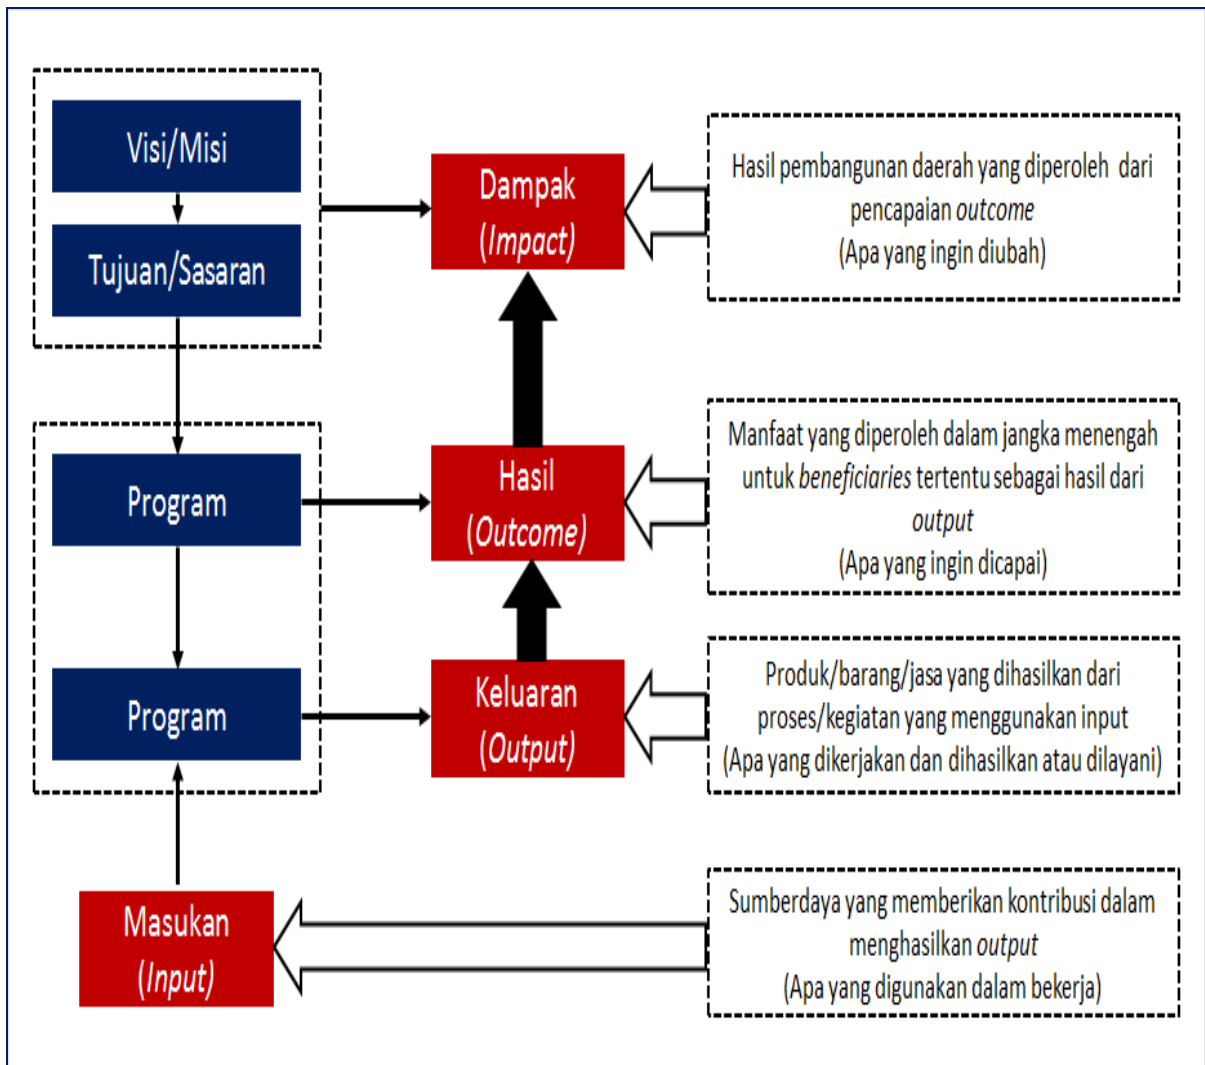 Visi/Misi
Tujuan/Sasaran
Dampak
(Impact)
Hasil pembangunan daerah yang diperoleh dari
pencapaian outcome
(Apa yang ingin diubah)
Program
Hasil
(Outcome)
Manfaat yang diperoleh dalam jangka menengah
untuk beneficiaries tertentu sebagai hasil dari
output
(Apa yang ingin dicapai)
Program
Keluaran
(Output)
Produk/barang/jasa yang dihasilkan dari
proses/kegiatan yang menggunakan input
(Apa yang dikerjakan dan dihasilkan atau dilayani)
Masukan
(Input)
Sumberdaya yang memberikan kontribusi dalam
menghasilkan output
(Apa yang digunakan dalam bekerja)